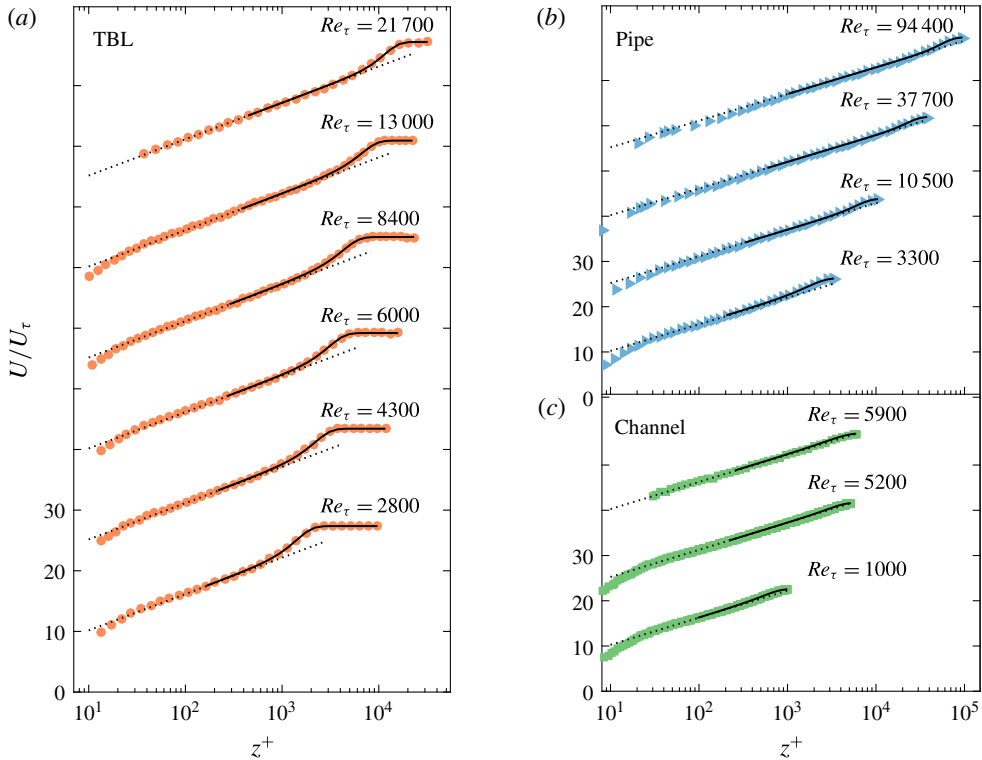 (a)
TBL
Re_τ = 21 700
Re_τ = 13 000
Re_τ = 8400
Re_τ = 6000
Re_τ = 4300
Re_τ = 2800
U/U_τ
30
20
10
0
10^1
10^2
10^3
10^4
z^+
(b)
Pipe
Re_τ = 94 400
Re_τ = 37 700
Re_τ = 10 500
Re_τ = 3300
30
20
10
0
(c)
Channel
Re_τ = 5900
Re_τ = 5200
Re_τ = 1000
30
20
10
0
10^1
10^2
10^3
10^4
10^5
z^+